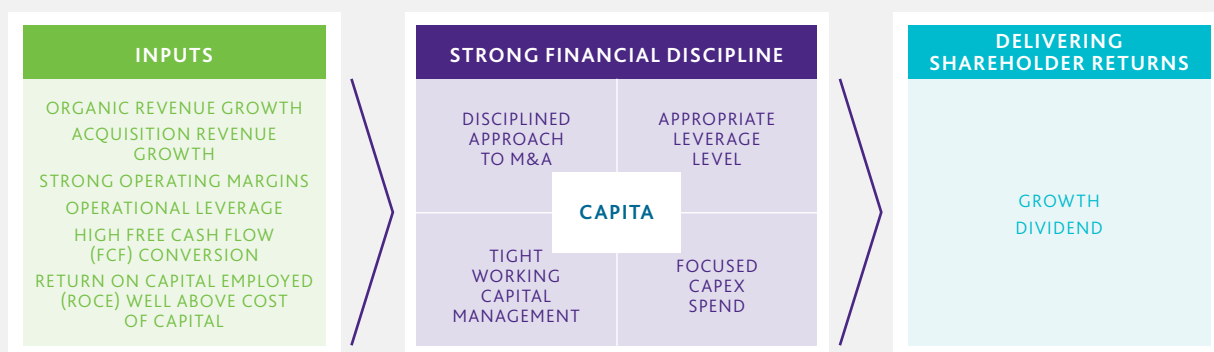 INPUTS
ORGANIC REVENUE GROWTH
ACQUISITION REVENUE
GROWTH
STRONG OPERATING MARGINS
OPERATIONAL LEVERAGE
HIGH FREE CASH FLOW
(FCF) CONVERSION
RETURN ON CAPITAL EMPLOYED
(ROCE) WELL ABOVE COST
OF CAPITAL
STRONG FINANCIAL DISCIPLINE
DISCIPLINED
APPROACH
TO M&A
APPROPRIATE
LEVERAGE
LEVEL
CAPITA
TIGHT
WORKING
CAPITAL
MANAGEMENT
FOCUSED
CAPEX
SPEND
DELIVERING
SHAREHOLDER RETURNS
GROWTH
DIVIDEND